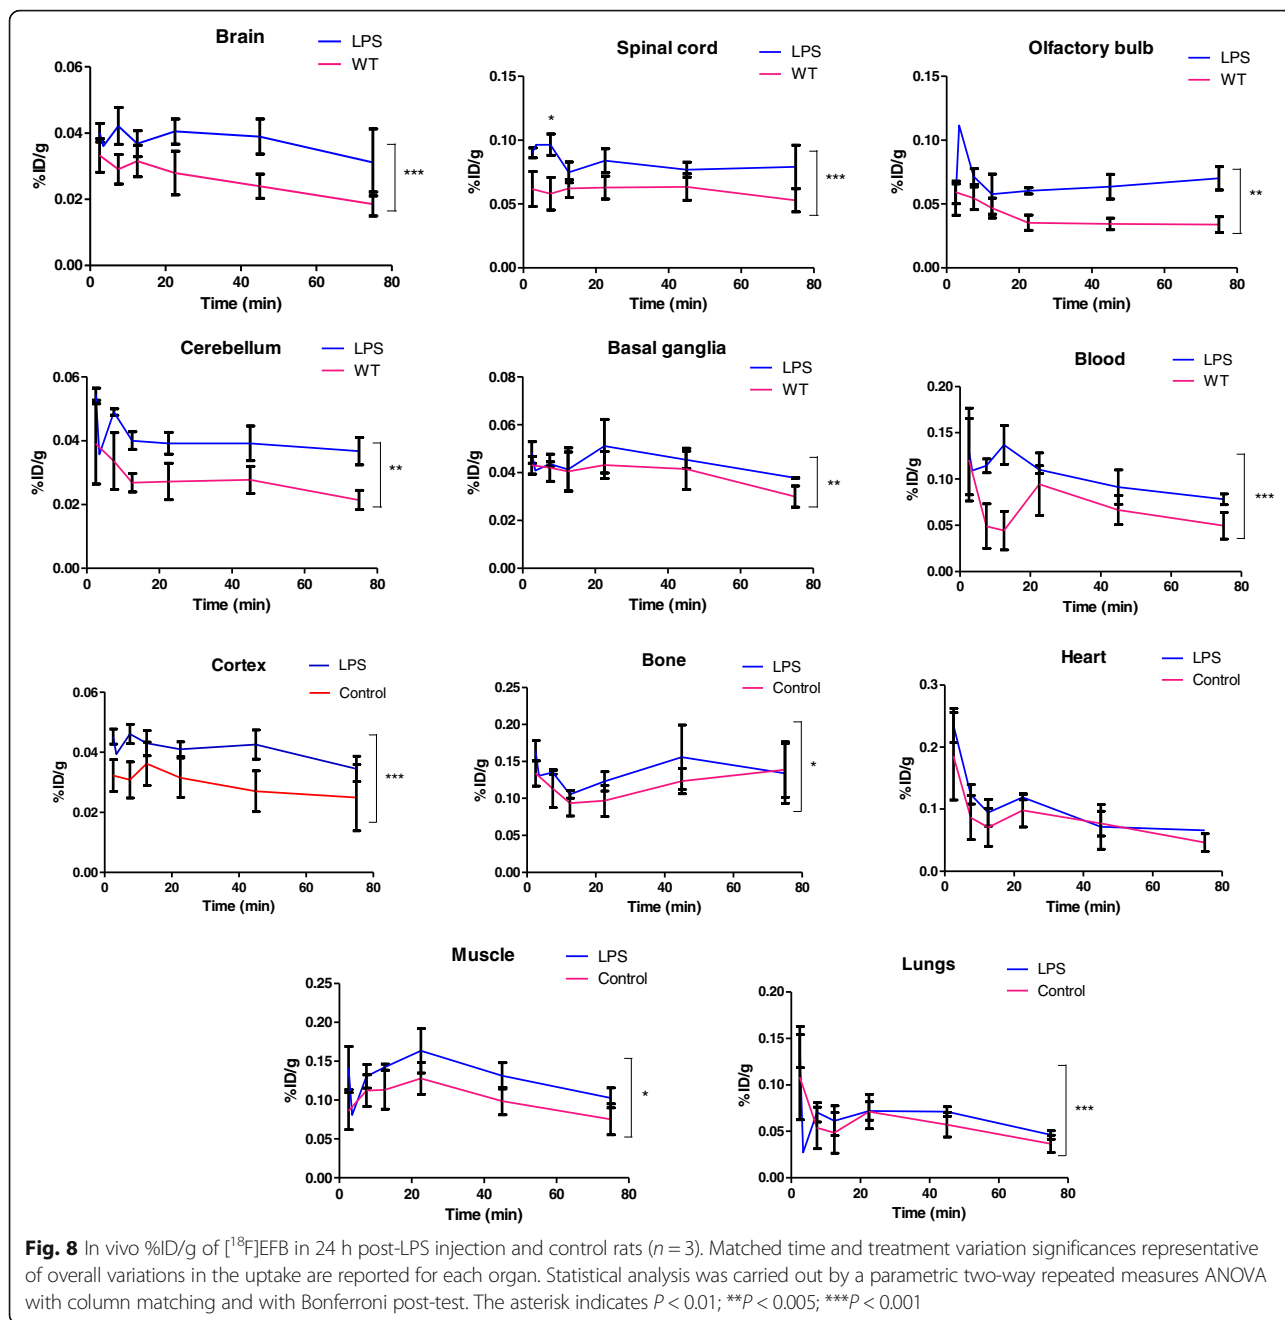 Brain
LPS
WT
%ID/g
0.06
0.04
0.02
0.00
0 20 40 60 80
Time (min)
***
Spinal cord
LPS
WT
%ID/g
0.15
0.10
0.05
0.00
0 20 40 60 80
Time (min)
*
***
Olfactory bulb
LPS
WT
%ID/g
0.15
0.10
0.05
0.00
0 20 40 60 80
Time (min)
**
Cerebellum
LPS
WT
%ID/g
0.06
0.04
0.02
0.00
0 20 40 60 80
Time (min)
**
Basal ganglia
LPS
WT
%ID/g
0.08
0.06
0.04
0.02
0.00
0 20 40 60 80
Time (min)
**
Blood
LPS
WT
%ID/g
0.20
0.15
0.10
0.05
0.00
0 20 40 60 80
Time (min)
***
Cortex
LPS
Control
%ID/g
0.06
0.04
0.02
0.00
0 20 40 60 80
Time (min)
***
Bone
LPS
Control
%ID/g
0.25
0.20
0.15
0.10
0.05
0.00
0 20 40 60 80
Time (min)
*
Heart
LPS
Control
%ID/g
0.3
0.2
0.1
0.0
0 20 40 60 80
Time (min)
Muscle
LPS
Control
%ID/g
0.25
0.20
0.15
0.10
0.05
0.00
0 20 40 60 80
Time (min)
*
Lungs
LPS
Control
%ID/g
0.20
0.15
0.10
0.05
0.00
0 20 40 60 80
Time (min)
***
Fig. 8 In vivo %ID/g of [¹⁸F]EFB in 24 h post-LPS injection and control rats (n = 3). Matched time and treatment variation significances representative
of overall variations in the uptake are reported for each organ. Statistical analysis was carried out by a parametric two-way repeated measures ANOVA
with column matching and with Bonferroni post-test. The asterisk indicates P < 0.01; **P < 0.005; ***P < 0.001